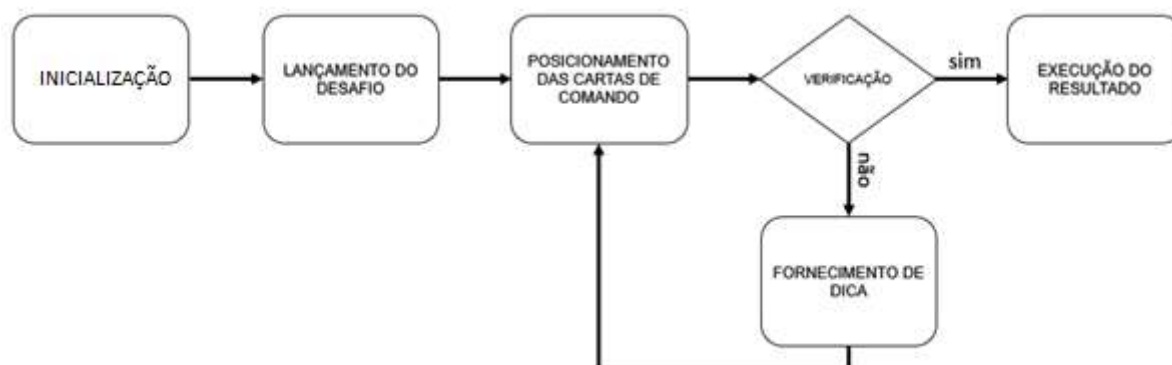 INICIALIZAÇÃO
LANÇAMENTO DO
DESAFIO
POSICIONAMENTO
DAS CARTAS DE
COMANDO
VERIFICAÇÃO
sim
EXECUÇÃO DO
RESULTADO
não
FORNECIMENTO DE
DICA